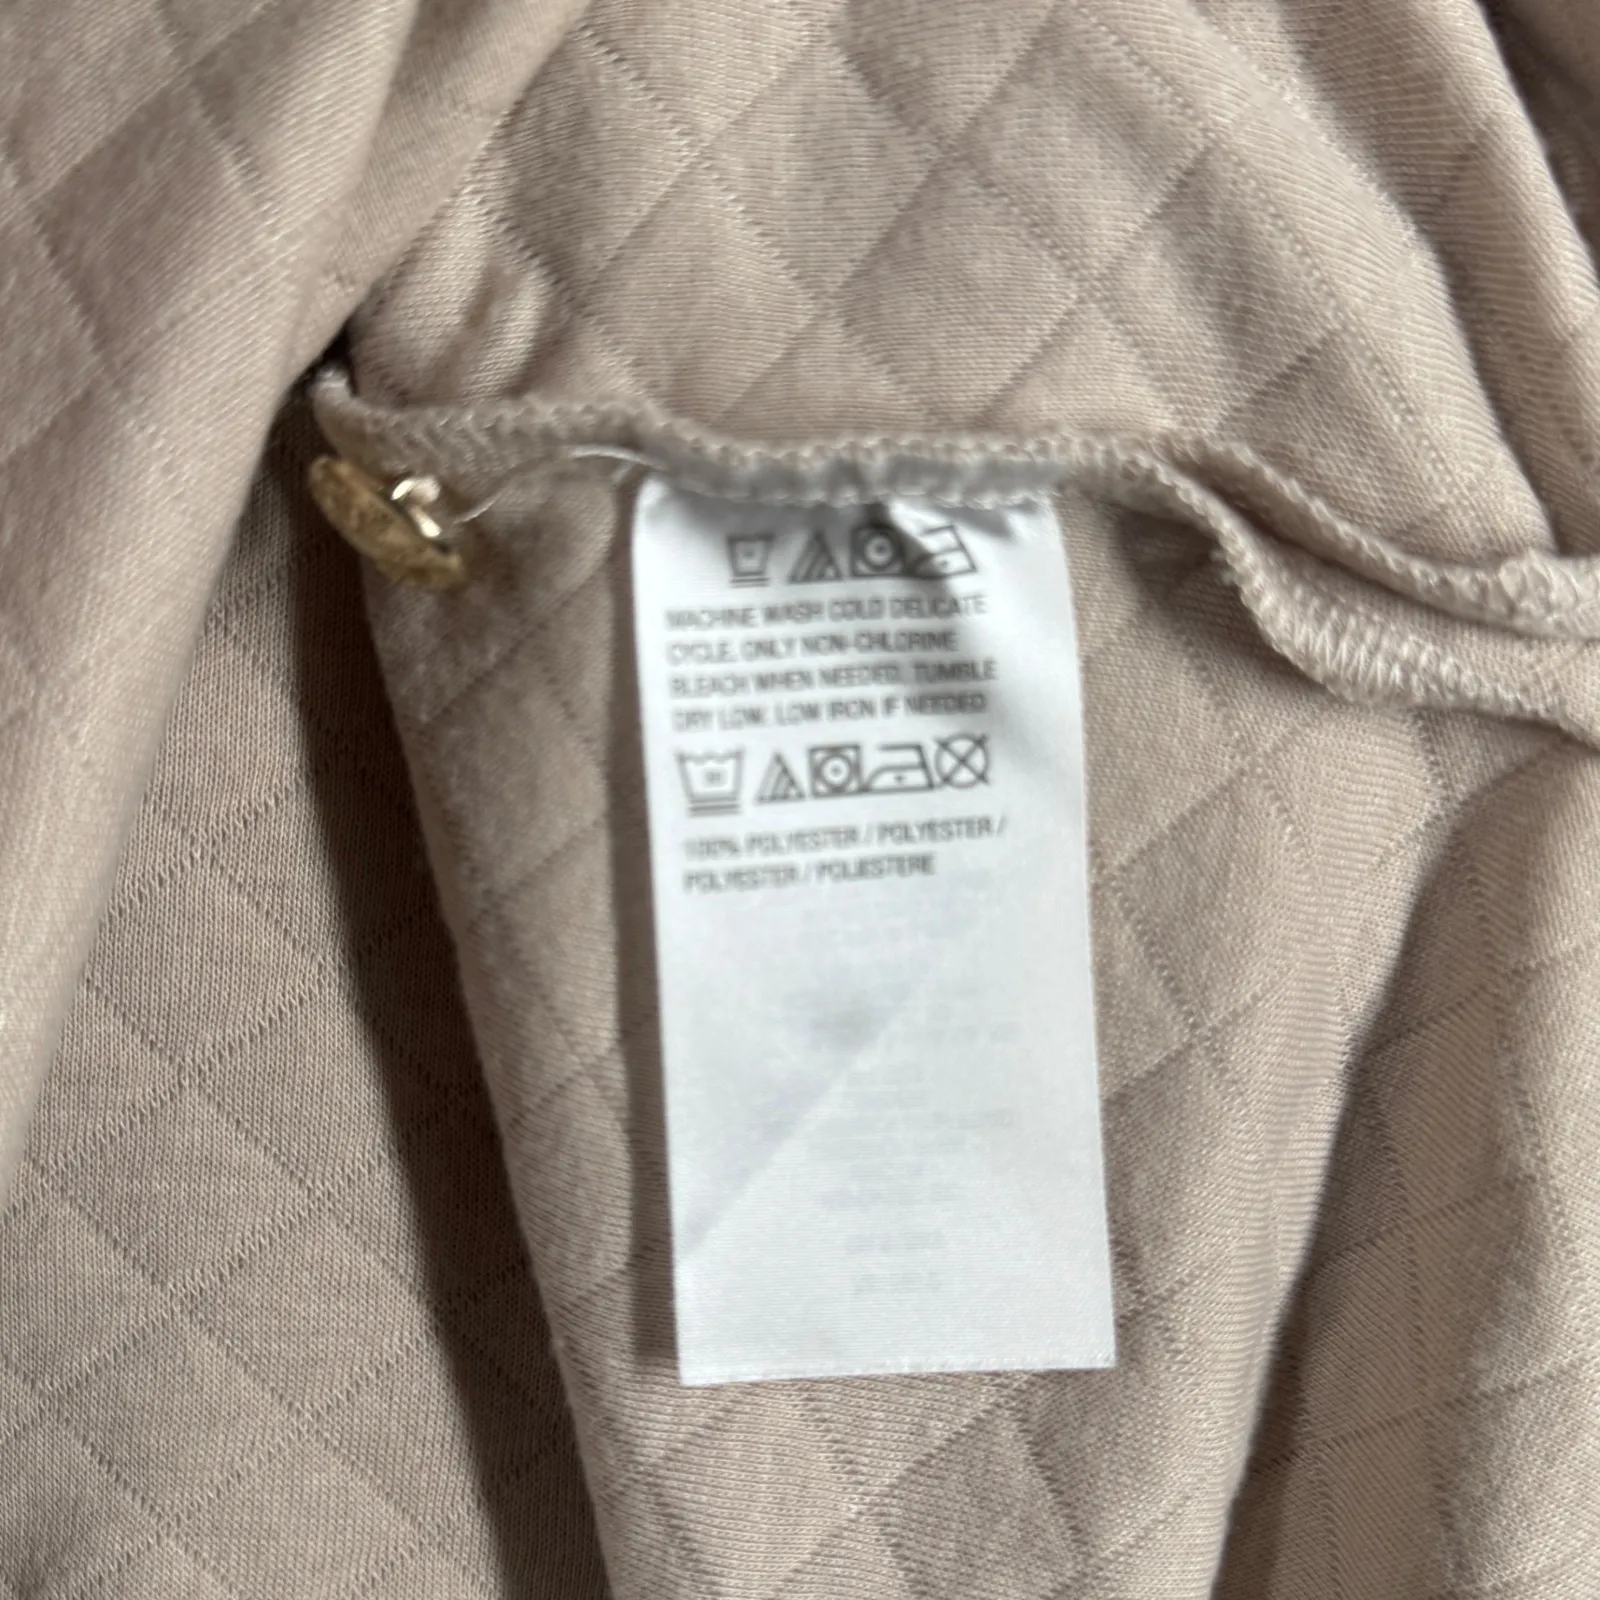 MACHINE WASH COLD DELICATE
CYCLE, ONLY NON-CHLORINE
BLEACH WHEN NEEDED, TUMBLE
DRY LOW, LOW IRON IF NEEDED
100% POLYESTER / POLYESTER /
POLYESTER / POLIESTERE